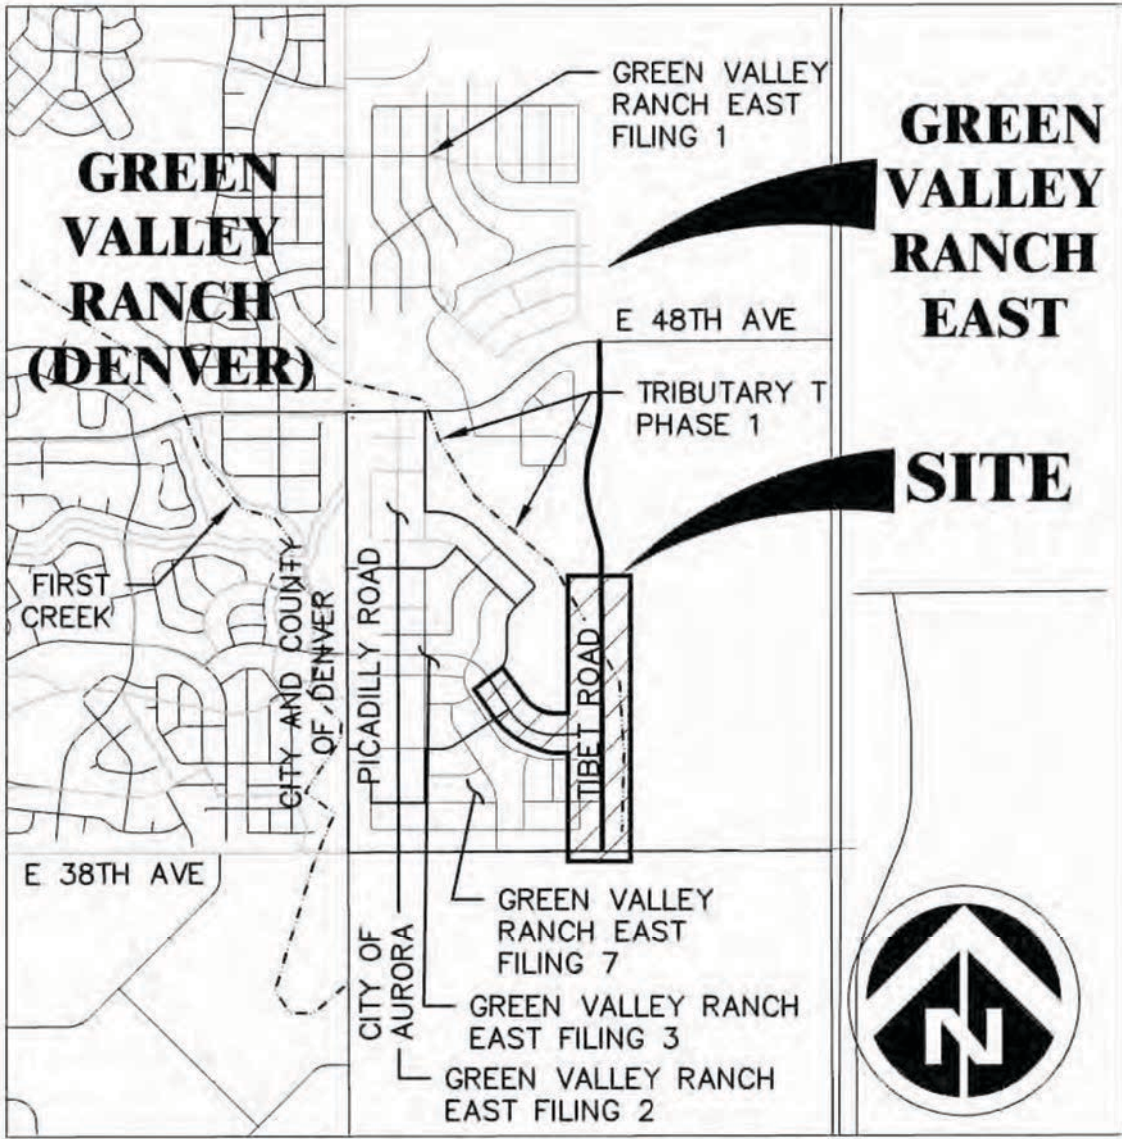 GREEN VALLEY
RANCH EAST
FILING 1
GREEN
VALLEY
RANCH
EAST
GREEN
VALLEY
RANCH
(DENVER)
E 48TH AVE
TRIBUTARY T
PHASE 1
SITE
FIRST
CREEK
CITY AND COUNTY
OF DENVER
PICADILLY ROAD
TIBET ROAD
E 38TH AVE
CITY OF
AURORA
GREEN VALLEY
RANCH EAST
FILING 7
GREEN VALLEY RANCH
EAST FILING 3
GREEN VALLEY RANCH
EAST FILING 2
N